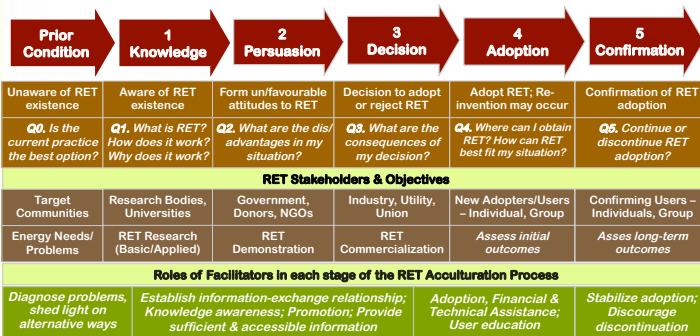 Prior
Condition
1
Knowledge
2
Persuasion
3
Decision
4
Adoption
5
Confirmation
Unaware of RET
existence
Aware of RET
existence
Form un/favourable
attitudes to RET
Decision to adopt
or reject RET
Adopt RET; Re-
invention may occur
Confirmation of RET
adoption
Q0. Is the
current practice
the best option?
Q1. What is RET?
How does it work?
Why does it work?
Q2. What are the dis/
advantages in my
situation?
Q3. What are the
consequences of
my decision?
Q4. Where can I obtain
RET? How can RET
best fit my situation?
Q5. Continue or
discontinue RET
adoption?
RET Stakeholders & Objectives
Target
Communities
Research Bodies,
Universities
Government,
Donors, NGOs
Industry, Utility,
Union
New Adopters/Users
– Individual, Group
Confirming Users –
Individuals, Group
Energy Needs/
Problems
RET Research
(Basic/Applied)
RET
Demonstration
RET
Commercialization
Assess initial
outcomes
Asses long-term
outcomes
Roles of Facilitators in each stage of the RET Acculturation Process
Diagnose problems,
shed light on
alternative ways
Establish information-exchange relationship;
Knowledge awareness; Promotion; Provide
sufficient & accessible information
Adoption, Financial &
Technical Assistance;
User education
Stabilize adoption;
Discourage
discontinuation